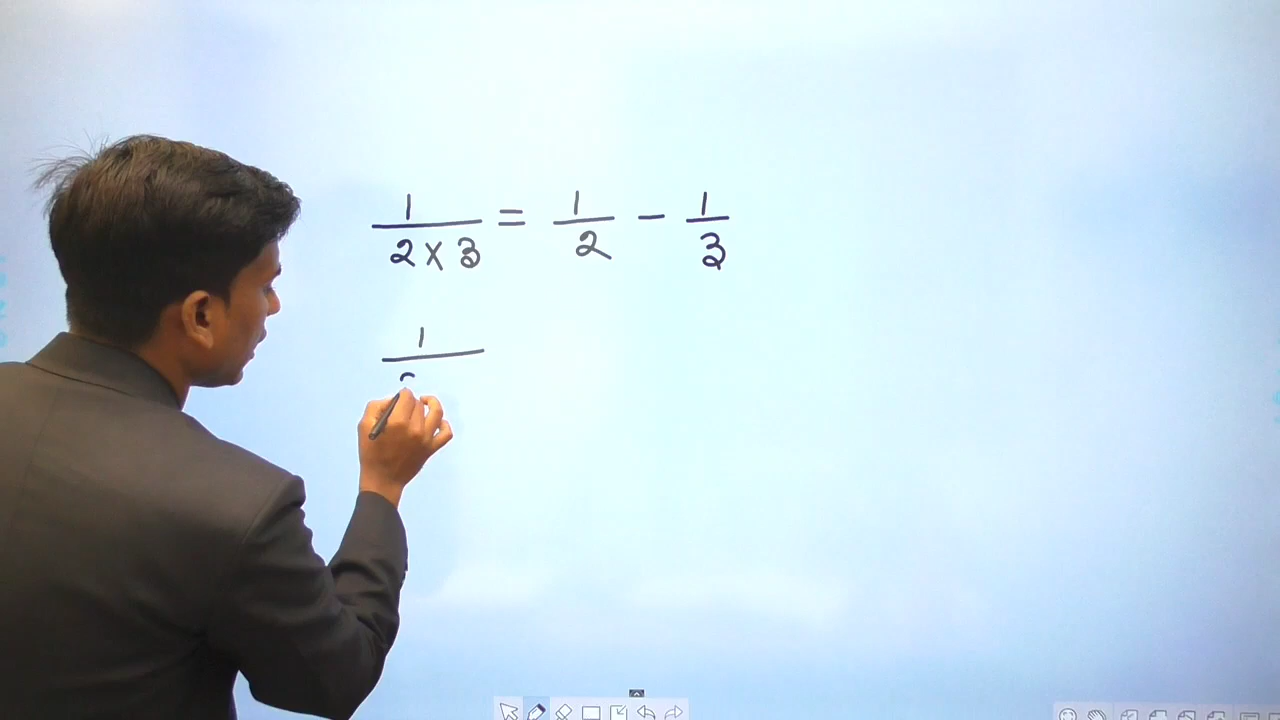 1/(2 × 3) = 1/2 - 1/3
1/